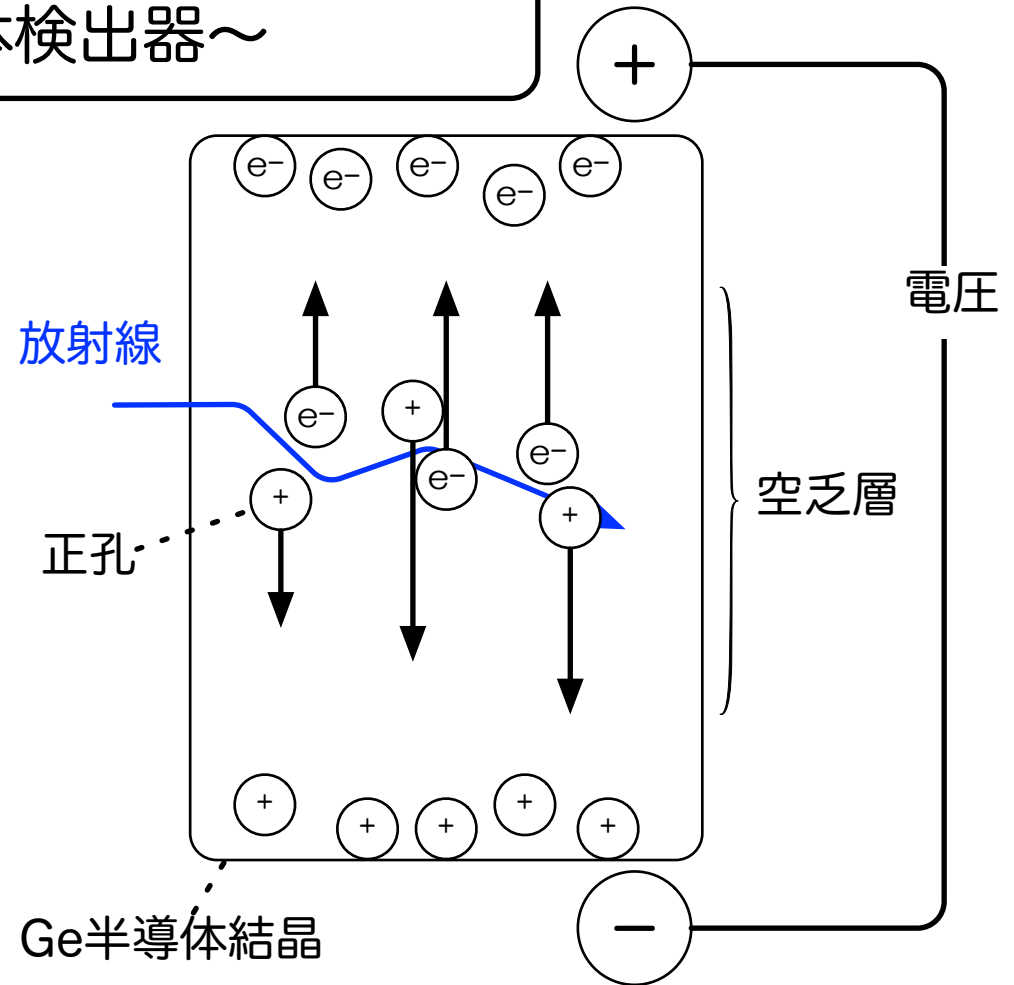 体検出器〜
+
e− e− e− e− e−
電圧
放射線
e− + e− e−
+ +
空乏層
正孔
+ + + + +
Ge半導体結晶
−